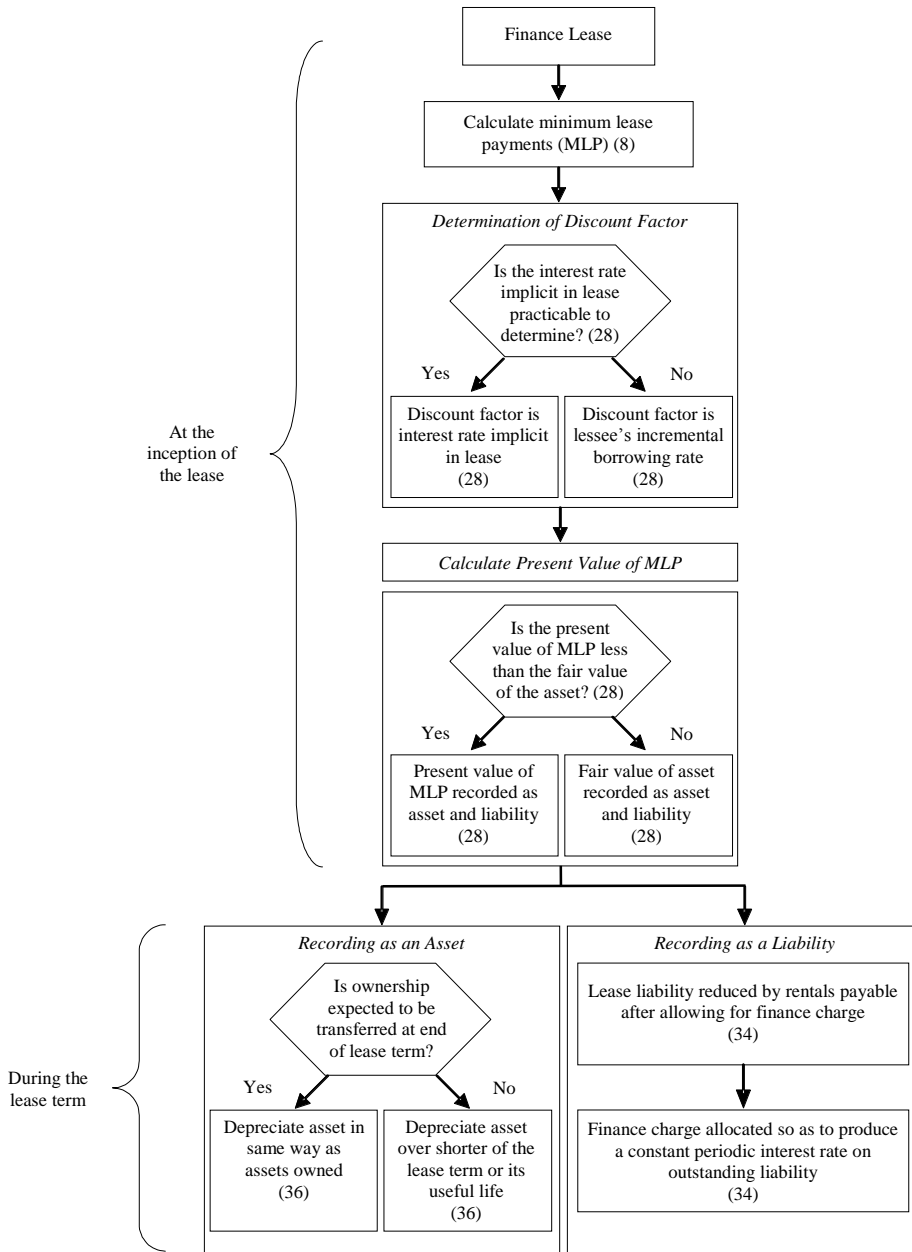 Finance Lease
Calculate minimum lease
payments (MLP) (8)
Determination of Discount Factor
Is the interest rate
implicit in lease
practicable to
determine? (28)
Yes
No
Discount factor is
interest rate implicit
in lease
(28)
Discount factor is
lessee’s incremental
borrowing rate
(28)
At the
inception of
the lease
Calculate Present Value of MLP
Is the present
value of MLP less
than the fair value
of the asset? (28)
Yes
No
Present value of
MLP recorded as
asset and liability
(28)
Fair value of asset
recorded as asset
and liability
(28)
During the
lease term
Recording as an Asset
Is ownership
expected to be
transferred at end
of lease term?
Yes
No
Depreciate asset in
same way as
assets owned
(36)
Depreciate asset
over shorter of the
lease term or its
useful life
(36)
Recording as a Liability
Lease liability reduced by rentals payable
after allowing for finance charge
(34)
Finance charge allocated so as to produce
a constant periodic interest rate on
outstanding liability
(34)